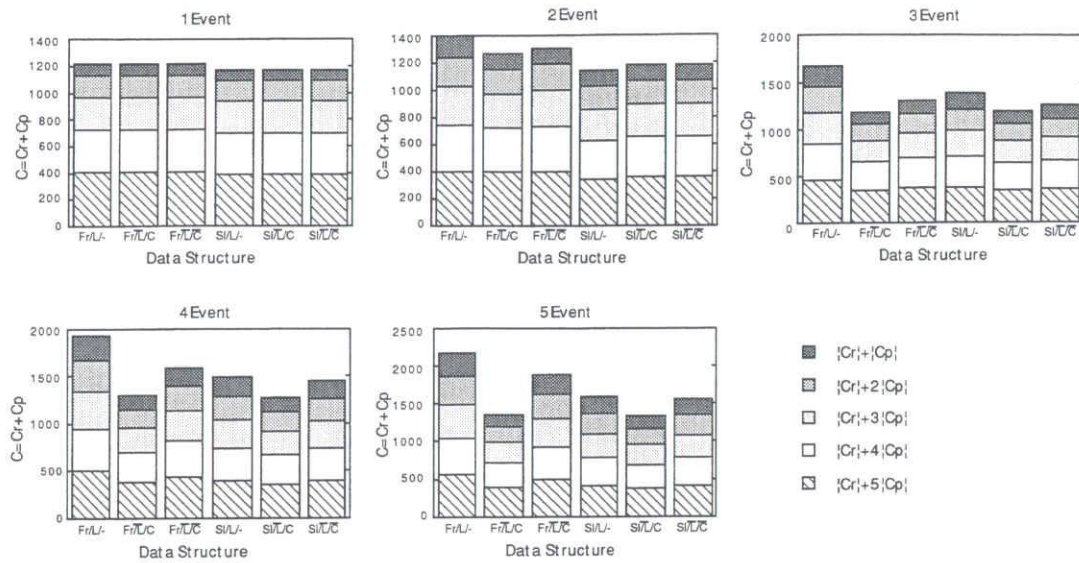 1 Event
1400
1200
1000
800
600
400
200
0
C=Cr+Cp
Fr/L/- Fr/L̅/C Fr/L̅/C̅ Sl/L/- Sl/L̅/C Sl/L̅/C̅
Data Structure
2 Event
1400
1200
1000
800
600
400
200
0
C=Cr+Cp
Fr/L/- Fr/L̅/C Fr/L̅/C̅ Sl/L/- Sl/L̅/C Sl/L̅/C̅
Data Structure
3 Event
2000
1500
1000
500
0
C=Cr+Cp
Fr/L/- Fr/L̅/C Fr/L̅/C̅ Sl/L/- Sl/L̅/C Sl/L̅/C̅
Data Structure
4 Event
2000
1500
1000
500
0
C=Cr+Cp
Fr/L/- Fr/L̅/C Fr/L̅/C̅ Sl/L/- Sl/L̅/C Sl/L̅/C̅
Data Structure
5 Event
2500
2000
1500
1000
500
0
C=Cr+Cp
Fr/L/- Fr/L̅/C Fr/L̅/C̅ Sl/L/- Sl/L̅/C Sl/L̅/C̅
Data Structure
¦Cr¦+¦Cp¦
¦Cr¦+2¦Cp¦
¦Cr¦+3¦Cp¦
¦Cr¦+4¦Cp¦
¦Cr¦+5¦Cp¦